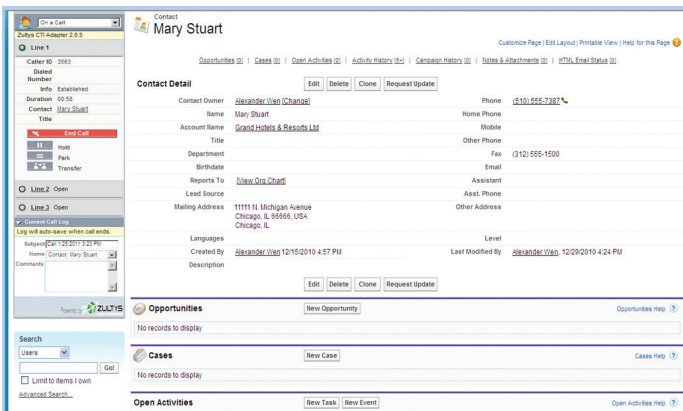 On a Call
Zultys CTI Adapter 2.0.5
Line 1
Caller ID 3563
Dialed Number
Info Established
Duration 00:58
Contact Mary Stuart
Title
End Call
Hold
Park
Transfer
Line 2 Open
Line 3 Open
Current Call Log
Log will auto-save when call ends.
Subject Call 1/25/2011 3:23 PM
Name Contact: Mary Stuart
Comments
Powered by ZULTYS
Search
Users
Go!
Limit to items I own
Advanced Search...
Contact
Mary Stuart
Customize Page | Edit Layout | Printable View | Help for this Page ?
Opportunities [0] | Cases [0] | Open Activities [0] | Activity History [5+] | Campaign History [0] | Notes & Attachments [0] | HTML Email Status [0]
Contact Detail Edit Delete Clone Request Update
Contact Owner Alexander Wen [Change] Phone (510) 555-7387
Name Mary Stuart Home Phone
Account Name Grand Hotels & Resorts Ltd Mobile
Title Other Phone
Department Fax (312) 555-1500
Birthdate Email
Reports To [View Org Chart] Assistant
Lead Source Asst. Phone
Mailing Address 11111 N. Michigan Avenue Other Address
Chicago, IL 66666, USA
Chicago, IL
Languages Level
Created By Alexander Wen 12/15/2010 4:57 PM Last Modified By Alexander Wen, 12/29/2010 4:24 PM
Description
Edit Delete Clone Request Update
Opportunities New Opportunity Opportunities Help ?
No records to display
Cases New Case Cases Help ?
No records to display
Open Activities New Task New Event Open Activities Help ?